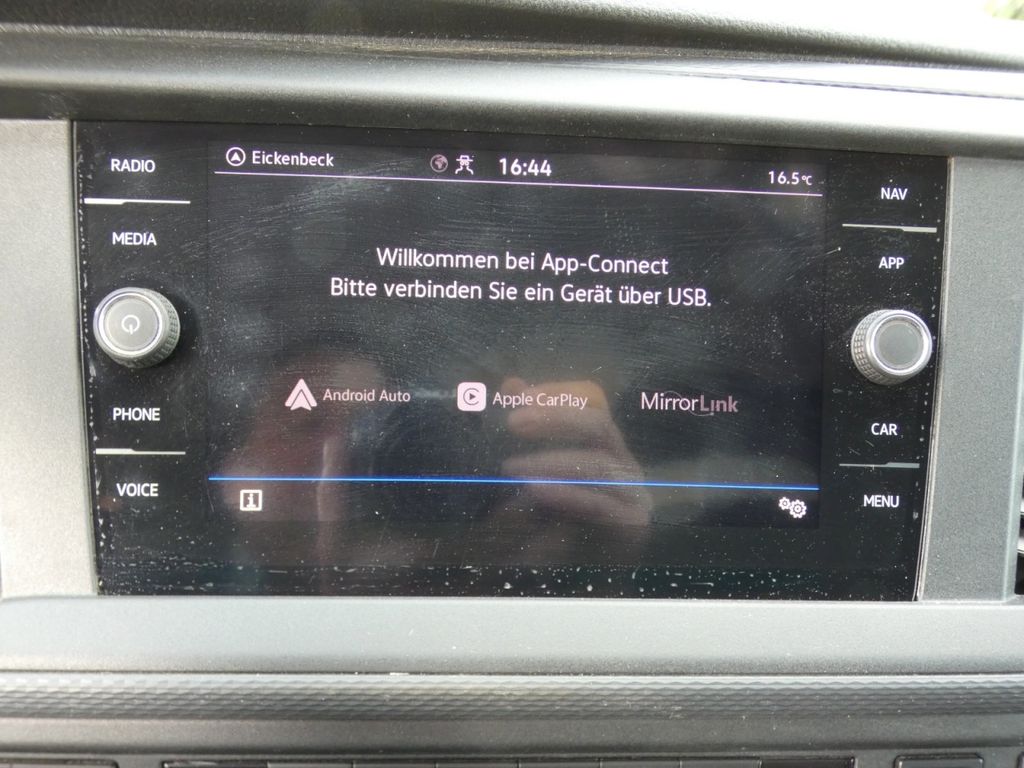 RADIO
MEDIA
PHONE
VOICE
Eickenbeck
16:44
16.5°C
Willkommen bei App-Connect
Bitte verbinden Sie ein Gerät über USB.
Android Auto
Apple CarPlay
MirrorLink
i
NAV
APP
CAR
MENU